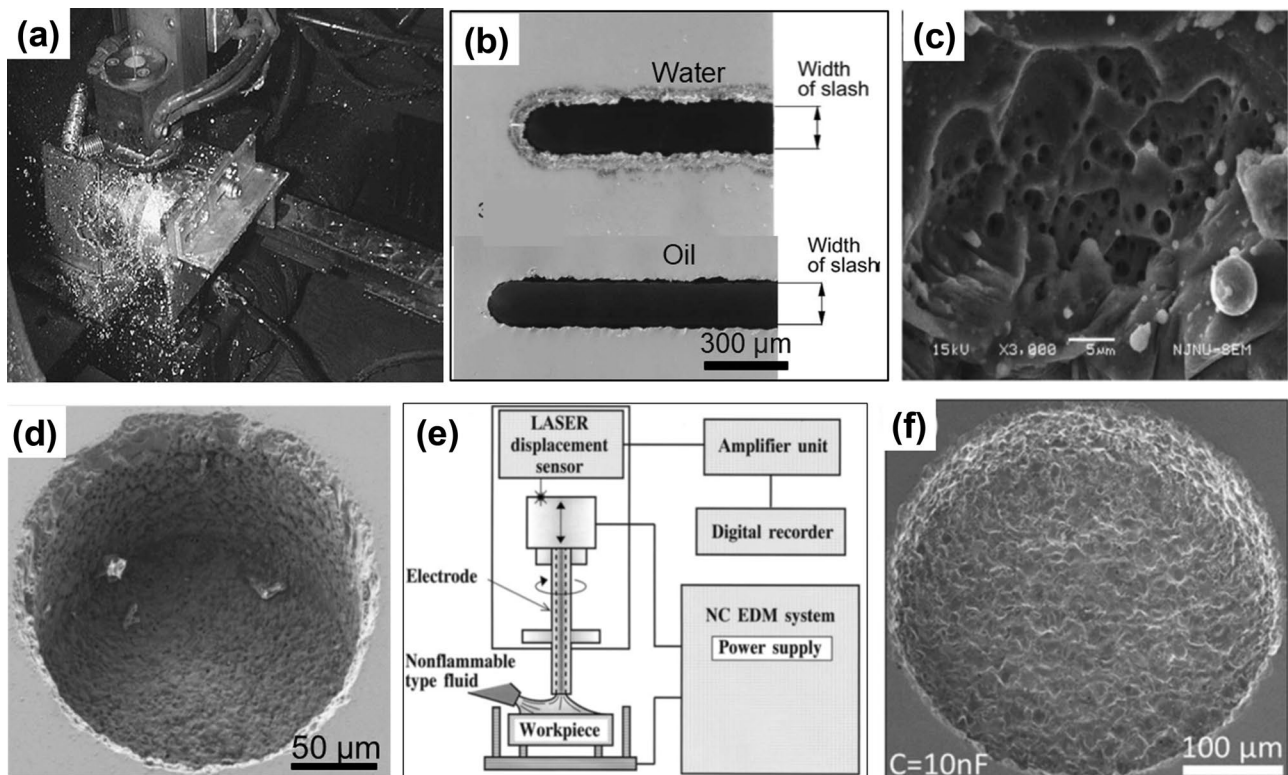 (a)
(b)
Water
Width
of slash
Oil
Width
of slash
300 µm
(c)
15kV X3,000 5µm NJNU-SEM
(d)
50 µm
(e)
LASER
displacement
sensor
Amplifier unit
Digital recorder
Electrode
NC EDM system
Power supply
Nonflammable
type fluid
Workpiece
(f)
C=10nF
100 µm